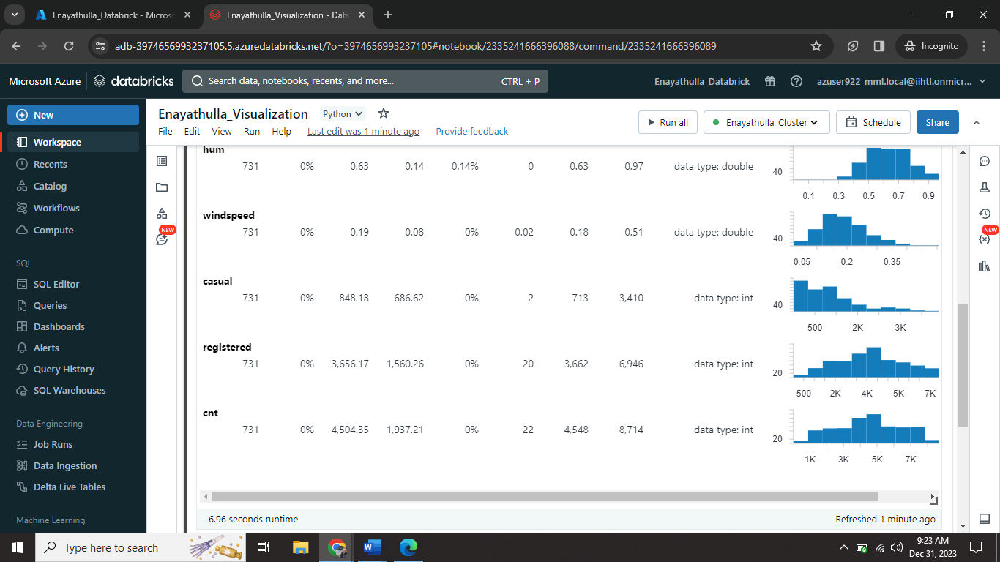 Enayathulla_Databrick - Microso
Enayathulla_Visualization - Data
adb-3974656993237105.5.azuredatabricks.net/?o=3974656993237105#notebook/2335241666396088/command/2335241666396089
Incognito
Microsoft Azure
databricks
Search data, notebooks, recents, and more...
CTRL + P
Enayathulla_Databrick
azuser922_mml.local@iihtl.onmicr...
New
Workspace
Recents
Catalog
Workflows
Compute
SQL
SQL Editor
Queries
Dashboards
Alerts
Query History
SQL Warehouses
Data Engineering
Job Runs
Data Ingestion
Delta Live Tables
Machine Learning
Enayathulla_Visualization
Python
File Edit View Run Help Last edit was 1 minute ago Provide feedback
Run all
Enayathulla_Cluster
Schedule
Share
NEW
NEW
hum
731 0% 0.63 0.14 0.14% 0 0.63 0.97 data type: double
40
0.1 0.3 0.5 0.7 0.9
windspeed
731 0% 0.19 0.08 0% 0.02 0.18 0.51 data type: double
40
0.05 0.2 0.35
casual
731 0% 848.18 686.62 0% 2 713 3,410 data type: int
40
500 2K 3K
registered
731 0% 3,656.17 1,560.26 0% 20 3,662 6,946 data type: int
20
500 2K 4K 5K 7K
cnt
731 0% 4,504.35 1,937.21 0% 22 4,548 8,714 data type: int
20
1K 3K 5K 7K
6.96 seconds runtime
Refreshed 1 minute ago
Type here to search
9:23 AM
Dec 31, 2023